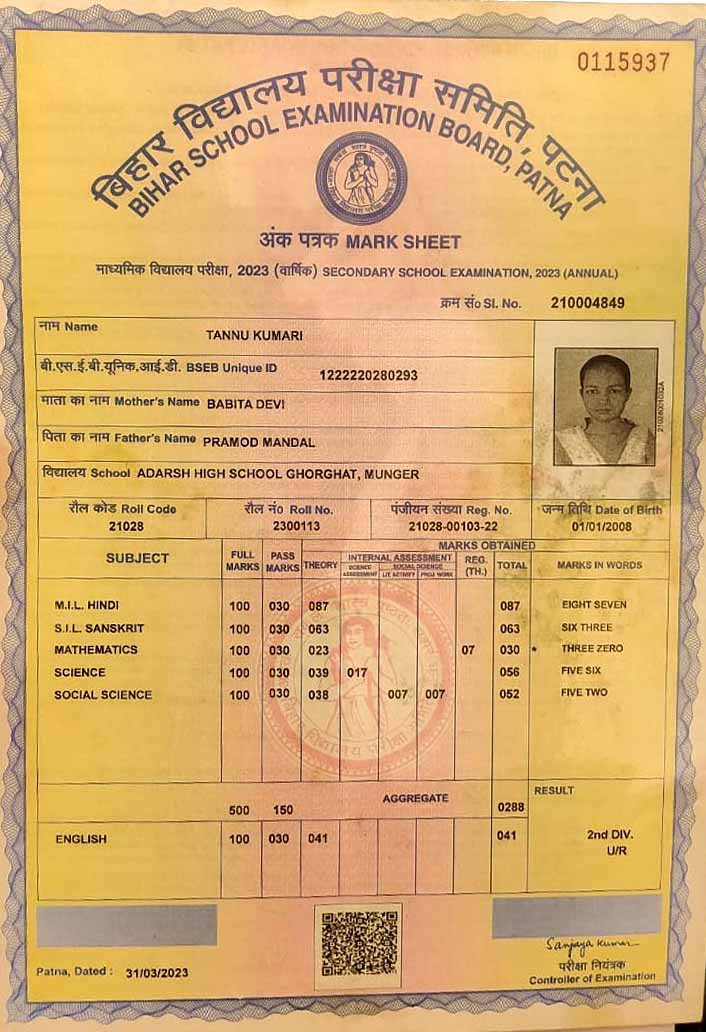 0115937
बिहार विद्यालय परीक्षा समिति, पटना
BIHAR SCHOOL EXAMINATION BOARD, PATNA
अंक पत्रक MARK SHEET
माध्यमिक विद्यालय परीक्षा, 2023 (वार्षिक) SECONDARY SCHOOL EXAMINATION, 2023 (ANNUAL)
क्रम सं० Sl. No. 210004849
नाम Name TANNU KUMARI
बी.एस.ई.बी.यूनिक.आई.डी. BSEB Unique ID 1222220280293
माता का नाम Mother's Name BABITA DEVI
पिता का नाम Father's Name PRAMOD MANDAL
विद्यालय School ADARSH HIGH SCHOOL GHORGHAT, MUNGER
रौल कोड Roll Code रौल नं० Roll No. पंजीयन संख्या Reg. No. जन्म तिथि Date of Birth
21028 2300113 21028-00103-22 01/01/2008
MARKS OBTAINED
SUBJECT FULL MARKS PASS MARKS THEORY INTERNAL ASSESSMENT REG. (TH.) TOTAL MARKS IN WORDS
SCIENCE ASSESSMENT SOCIAL SCIENCE LIT ACTIVITY PROJ WORK
M.I.L. HINDI 100 030 087 087 EIGHT SEVEN
S.I.L. SANSKRIT 100 030 063 063 SIX THREE
MATHEMATICS 100 030 023 07 030 * THREE ZERO
SCIENCE 100 030 039 017 056 FIVE SIX
SOCIAL SCIENCE 100 030 038 007 007 052 FIVE TWO
500 150 AGGREGATE 0288 RESULT
ENGLISH 100 030 041 041 2nd DIV.
U/R
Sanjaya Kumar
Patna, Dated : 31/03/2023
परीक्षा नियंत्रक
Controller of Examination